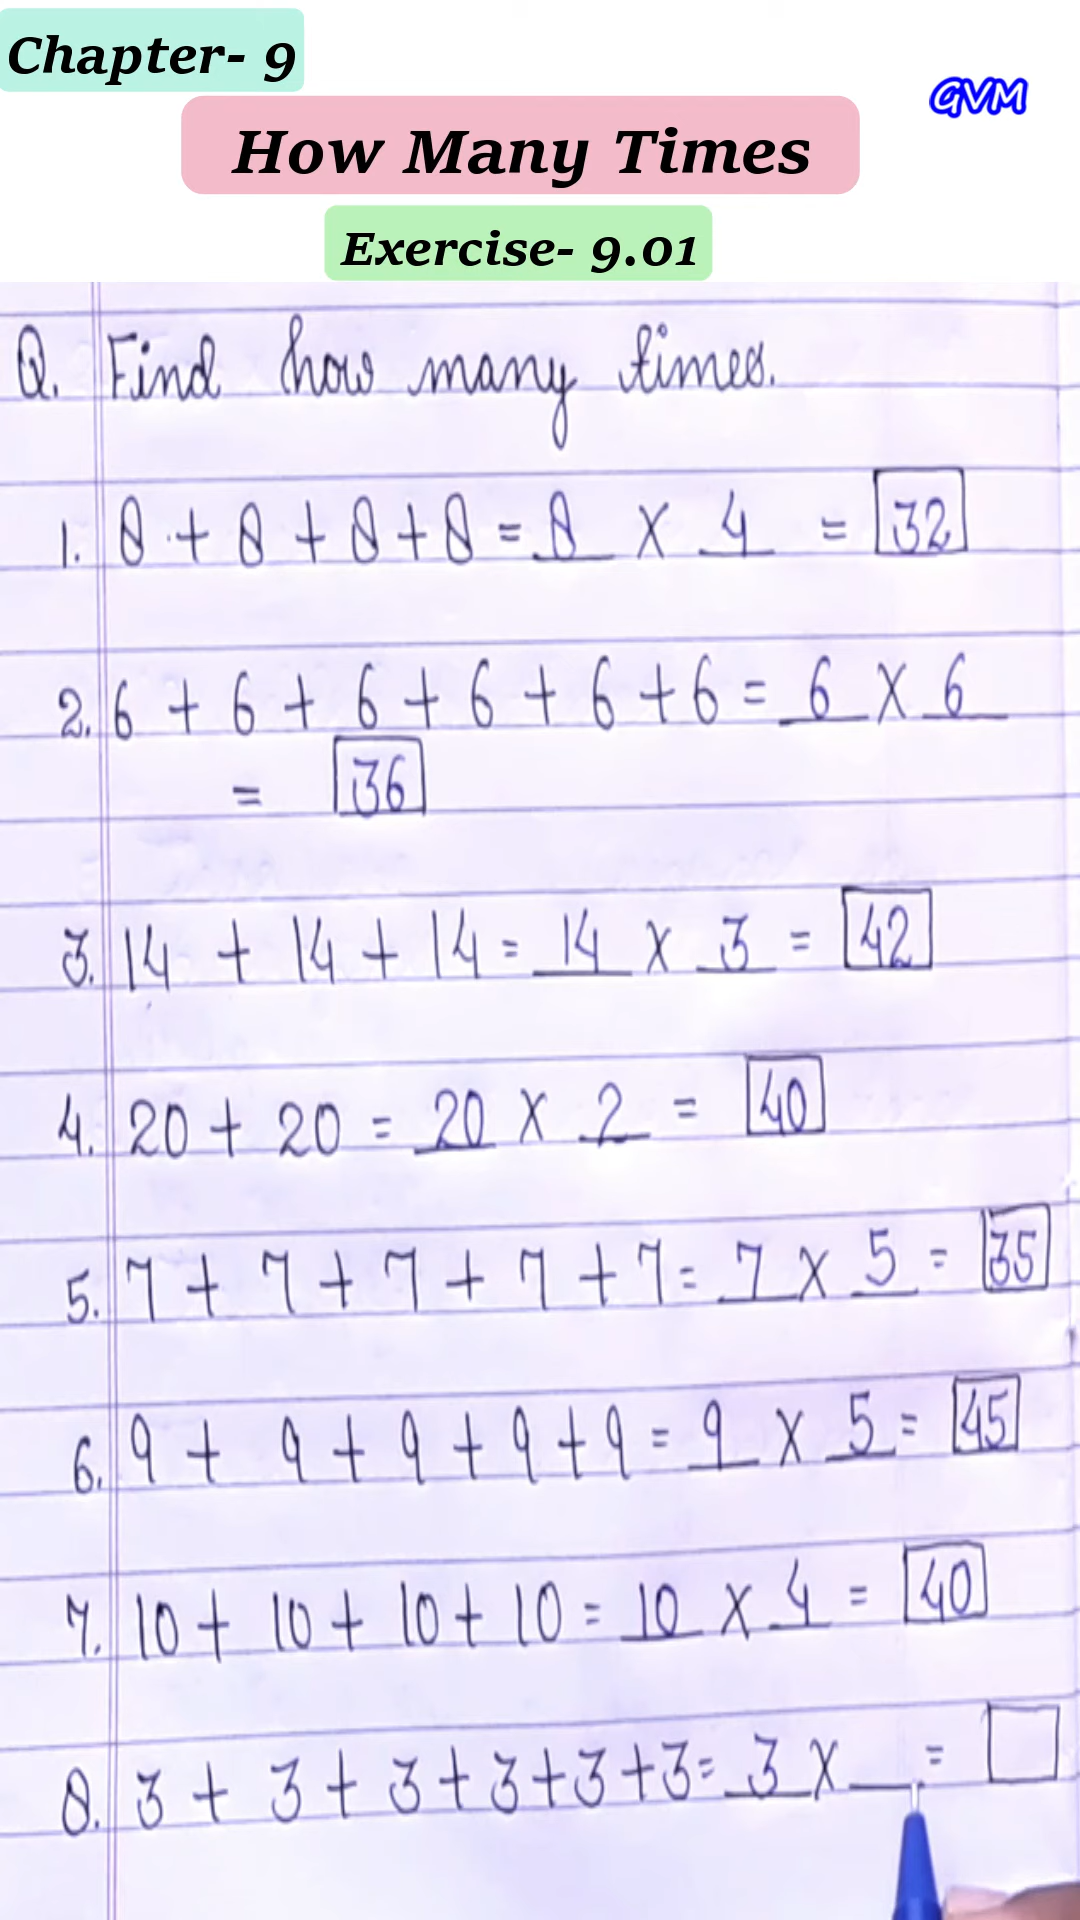 Chapter- 9
GVM
How Many Times
Exercise- 9.01
Q. Find how many times.
1. 8 + 8 + 8 + 8 = 8 X 4 = 32
2. 6 + 6 + 6 + 6 + 6 + 6 = 6 X 6
= 36
3. 14 + 14 + 14 = 14 X 3 = 42
4. 20 + 20 = 20 X 2 = 40
5. 7 + 7 + 7 + 7 + 7 = 7 X 5 = 35
6. 9 + 9 + 9 + 9 + 9 = 9 X 5 = 45
7. 10 + 10 + 10 + 10 = 10 X 4 = 40
8. 3 + 3 + 3 + 3 + 3 + 3 = 3 X __ =